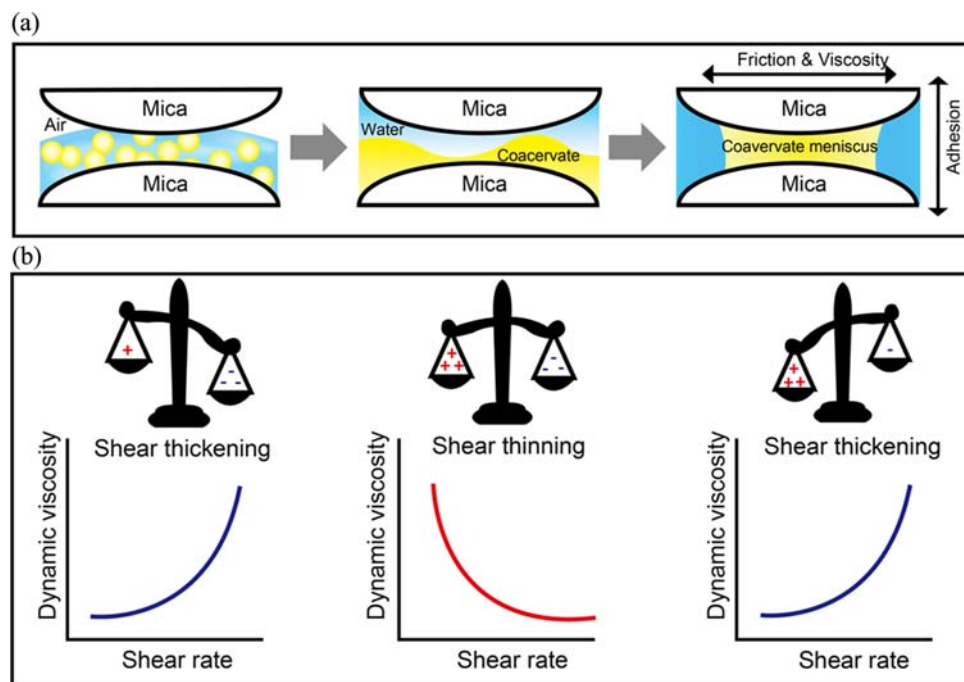 (a)
Friction & Viscosity
Mica
Mica
Mica
Air
Water
Coacervate
Coavervate meniscus
Adhesion
Mica
Mica
Mica
(b)
+
- - -
+ + +
- - -
+ + +
-
Shear thickening
Shear thinning
Shear thickening
Dynamic viscosity
Dynamic viscosity
Dynamic viscosity
Shear rate
Shear rate
Shear rate